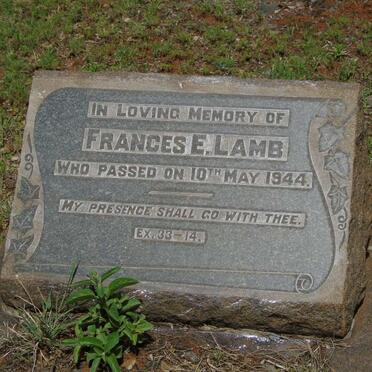 IN LOVING MEMORY OF
FRANCES E. LAMB
WHO PASSED ON 10TH MAY 1944.
MY PRESENCE SHALL GO WITH THEE.
EX. 33-14.